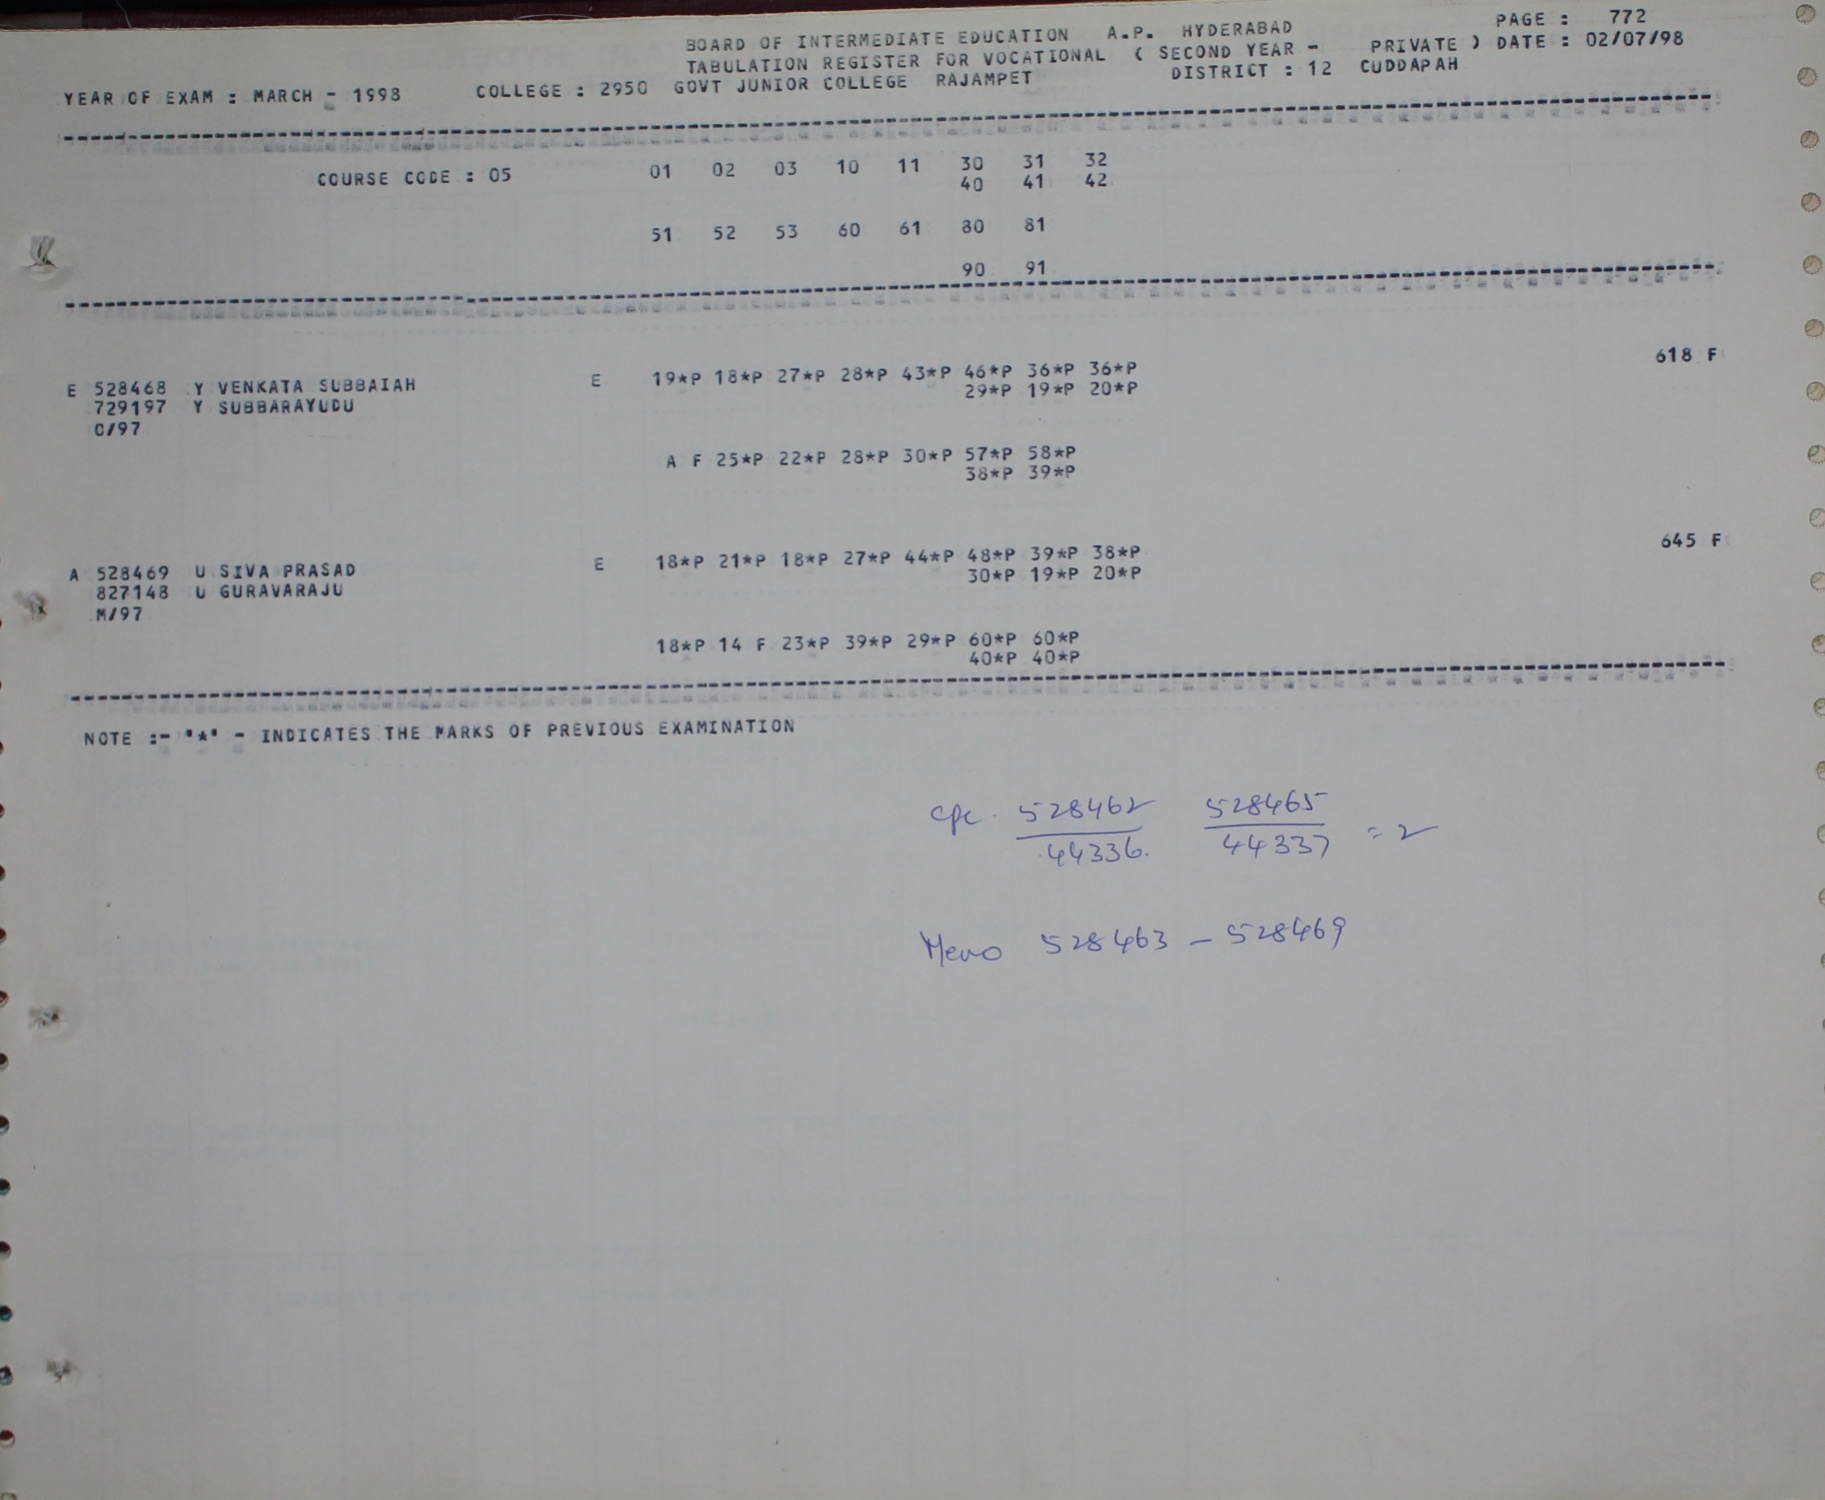 BOARD OF INTERMEDIATE EDUCATION A.P. HYDERABAD PAGE : 772
TABULATION REGISTER FOR VOCATIONAL ( SECOND YEAR - PRIVATE ) DATE : 02/07/98
YEAR OF EXAM : MARCH - 1998 COLLEGE : 2950 GOVT JUNIOR COLLEGE RAJAMPET DISTRICT : 12 CUDDAPAH
COURSE CODE : 05 01 02 03 10 11 30 31 32
40 41 42
51 52 53 60 61 80 81
90 91
E 528468 Y VENKATA SUBBAIAH E 19*P 18*P 27*P 28*P 43*P 46*P 36*P 36*P 618 F
729197 Y SUBBARAYUDU 29*P 19*P 20*P
O/97
A F 25*P 22*P 28*P 30*P 57*P 58*P
38*P 39*P
A 528469 U SIVA PRASAD E 18*P 21*P 18*P 27*P 44*P 48*P 39*P 38*P 645 F
827148 U GURAVARAJU 30*P 19*P 20*P
M/97
18*P 14 F 23*P 39*P 29*P 60*P 60*P
40*P 40*P
NOTE :- "*" - INDICATES THE MARKS OF PREVIOUS EXAMINATION
cpc. 528462 528465
44336. 44337 = 2
Memo 528463 - 528469